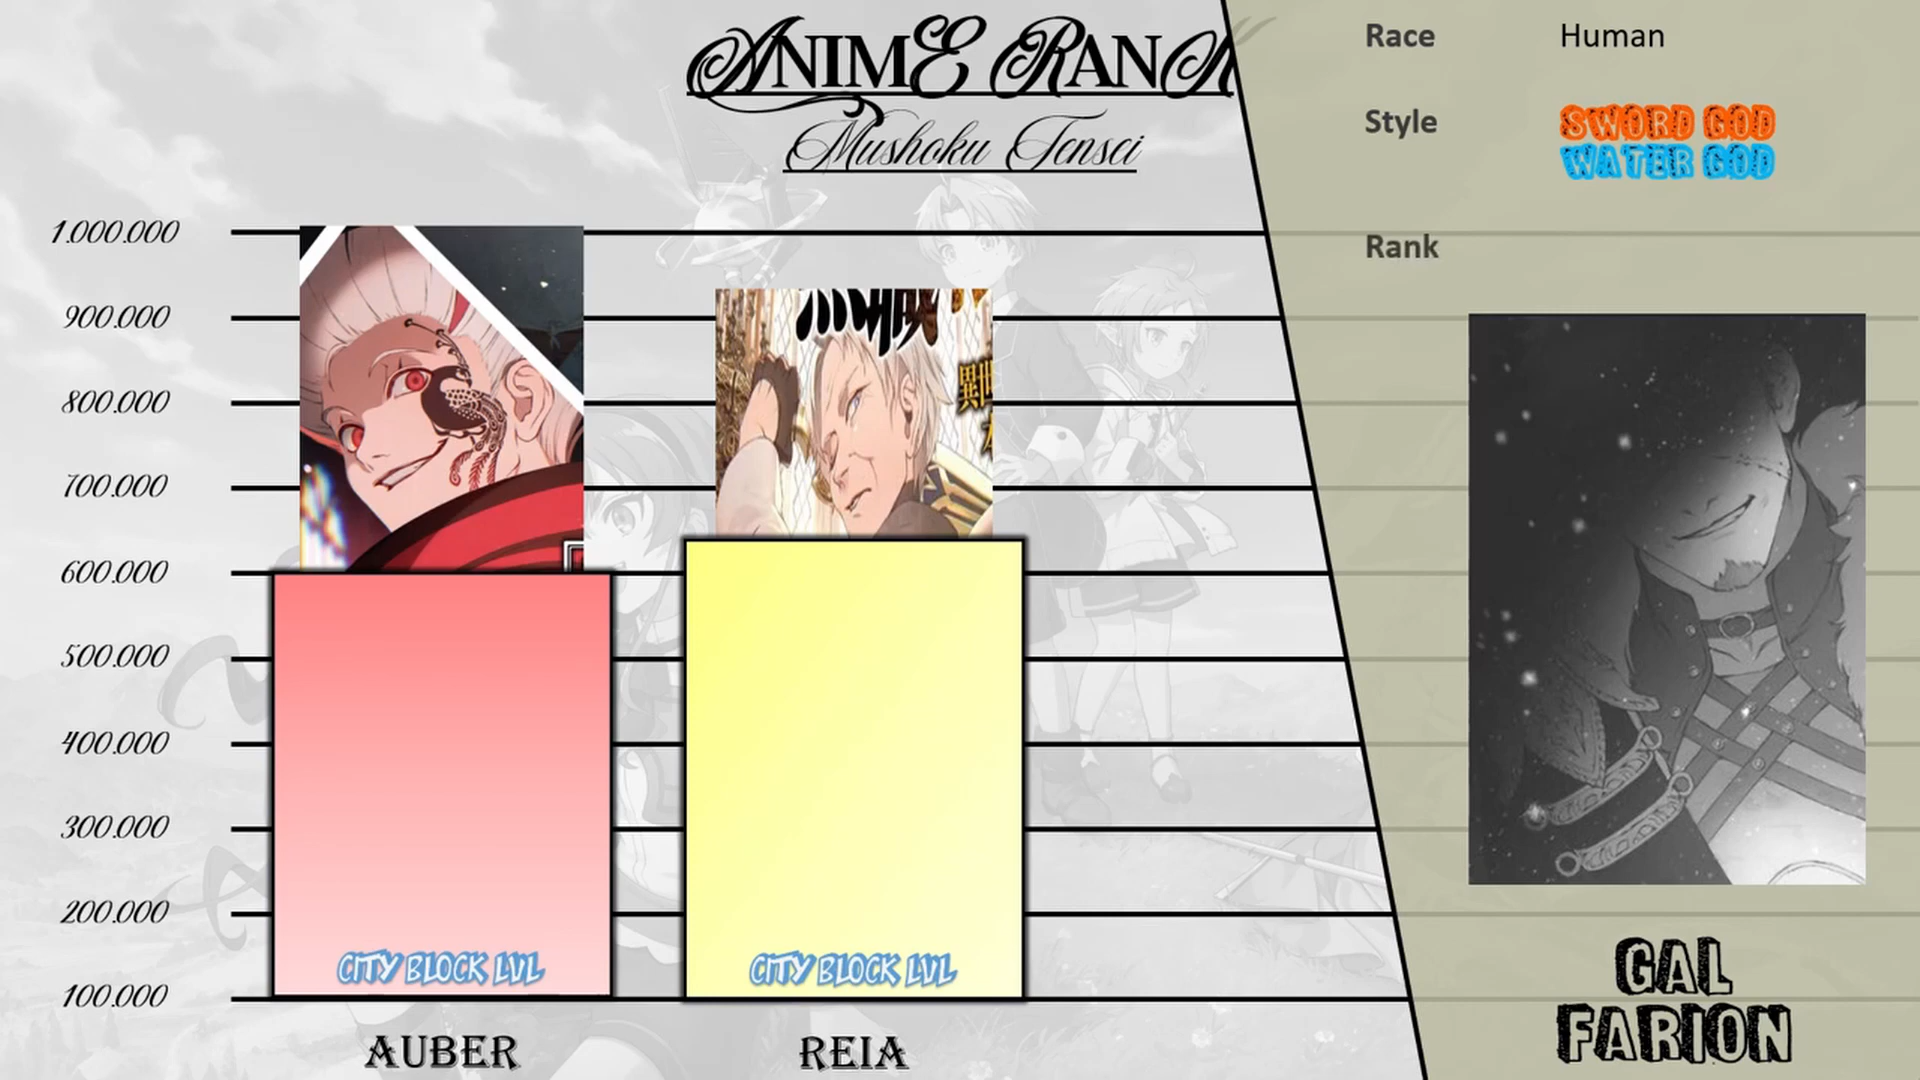 ANIME RANK
Mushoku Tensei
1.000.000
900.000
800.000
700.000
600.000
500.000
400.000
300.000
200.000
100.000
CITY BLOCK LVL
CITY BLOCK LVL
AUBER
REIA
Race Human
Style SWORD GOD
WATER GOD
Rank
GAL
FARION